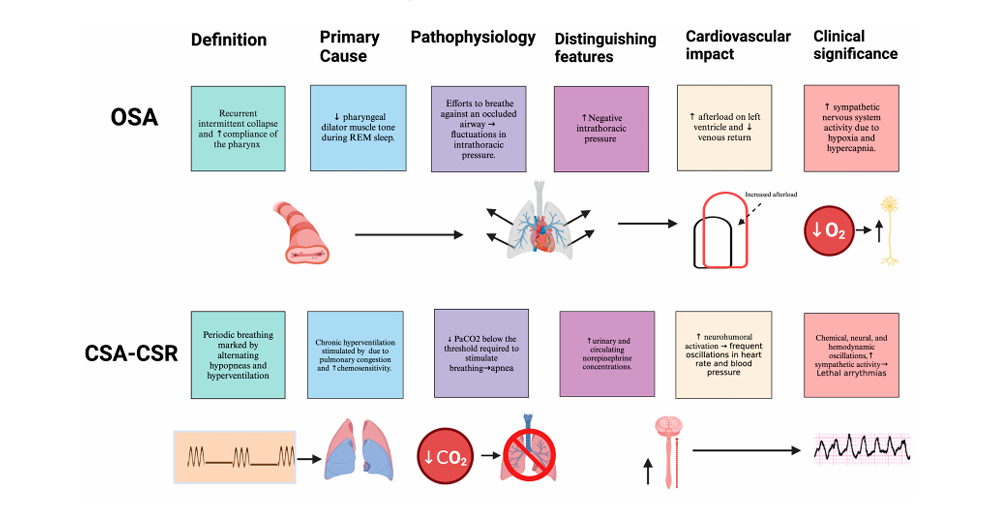 Definition
Primary
Cause
Pathophysiology
Distinguishing
features
Cardiovascular
impact
Clinical
significance
OSA
Recurrent
intermittent collapse
and ↑compliance of
the pharynx
↓ pharyngeal
dilator muscle tone
during REM sleep.
Efforts to breathe
against an occluded
airway →
fluctuations in
intrathoracic
pressure.
↑Negative
intrathoracic
pressure
↑ afterload on left
ventricle and ↓
venous return
↑ sympathetic
nervous system
activity due to
hypoxia and
hypercapnia.
Increased afterload
↓O₂
CSA-CSR
Periodic breathing
marked by
alternating
hypopneas and
hyperventilation
Chronic hyperventilation
stimulated by  due to
pulmonary congestion
and ↑chemosensitivity.
↓ PaCO2 below the
threshold required to
stimulate
breathing→apnea
↑urinary and
circulating
norepinephrine
concentrations.
↑ neurohumoral
activation → frequent
oscillations in heart
rate and blood
pressure
Chemical, neural, and
hemodynamic
oscillations,↑
sympathetic activity→
Lethal arrythmias
↓CO₂